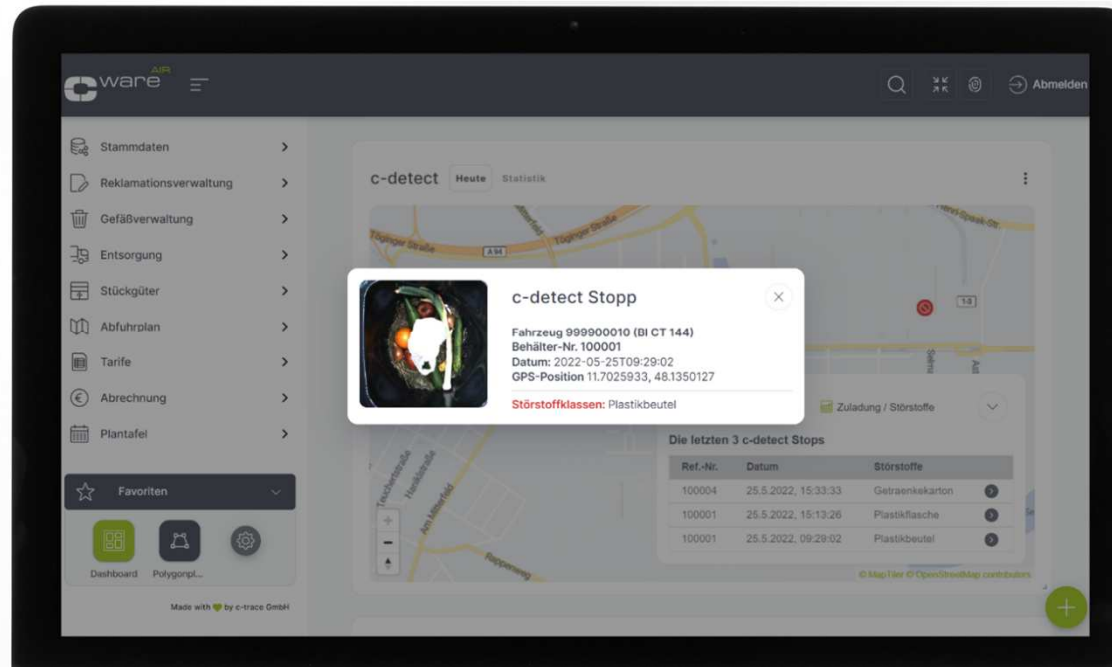 c-ware AIR
Abmelden
Stammdaten
Reklamationsverwaltung
Gefäßverwaltung
Entsorgung
Stückgüter
Abfuhrplan
Tarife
Abrechnung
Plantafel
Favoriten
Dashboard
Polygonpl...
Made with by c-trace GmbH
c-detect Heute Statistik
Töginger Straße
A94
Töginger Straße
14
c-detect Stopp
Fahrzeug 999900010 (BI CT 144)
Behälter-Nr. 100001
Datum: 2022-05-25T09:29:02
GPS-Position 11.7025933, 48.1350127
Störstoffklassen: Plastikbeutel
Zuladung / Störstoffe
Die letzten 3 c-detect Stops
Ref.-Nr. Datum Störstoffe
100004 25.5.2022, 15:33:33 Getraenkekarton
100001 25.5.2022, 15:13:26 Plastikflasche
100001 25.5.2022, 09:29:02 Plastikbeutel
Am Mitterfeld
Rappenweg
© MapTiler © OpenStreetMap contributors